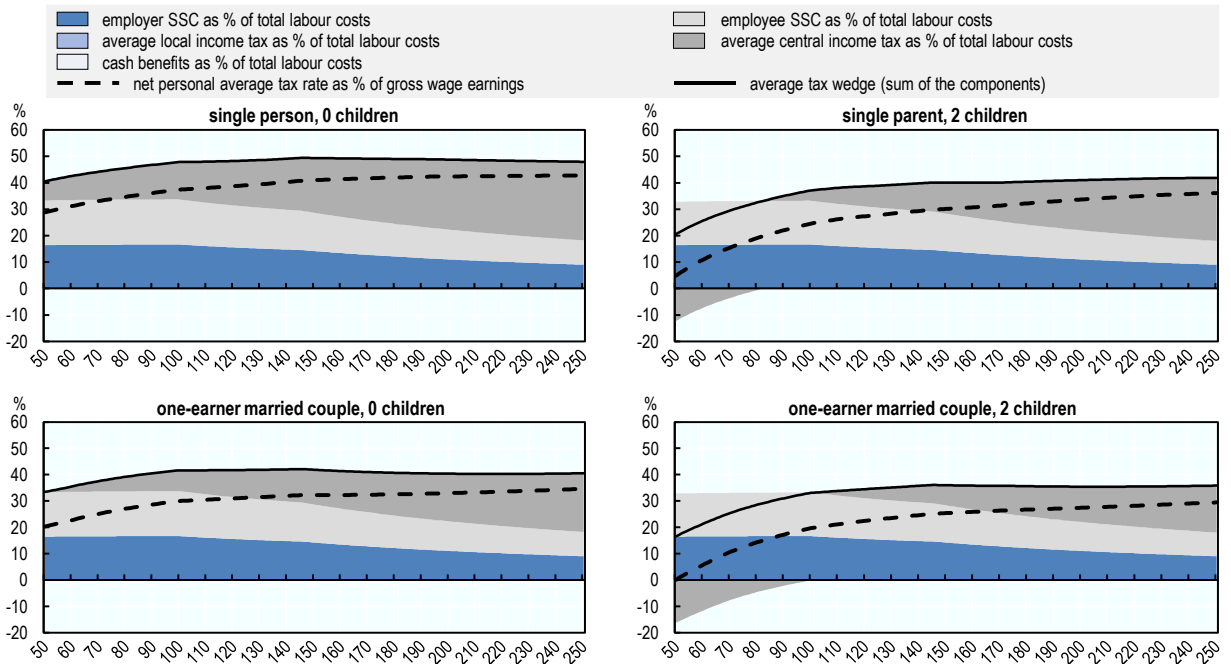 employer SSC as % of total labour costs
employee SSC as % of total labour costs
average local income tax as % of total labour costs
average central income tax as % of total labour costs
cash benefits as % of total labour costs
net personal average tax rate as % of gross wage earnings
average tax wedge (sum of the components)
%
single person, 0 children
60
50
40
30
20
10
0
-10
-20
50 60 70 80 90 100 110 120 130 140 150 160 170 180 190 200 210 220 230 240 250
%
single parent, 2 children
60
50
40
30
20
10
0
-10
-20
50 60 70 80 90 100 110 120 130 140 150 160 170 180 190 200 210 220 230 240 250
%
one-earner married couple, 0 children
60
50
40
30
20
10
0
-10
-20
50 60 70 80 90 100 110 120 130 140 150 160 170 180 190 200 210 220 230 240 250
%
one-earner married couple, 2 children
60
50
40
30
20
10
0
-10
-20
50 60 70 80 90 100 110 120 130 140 150 160 170 180 190 200 210 220 230 240 250